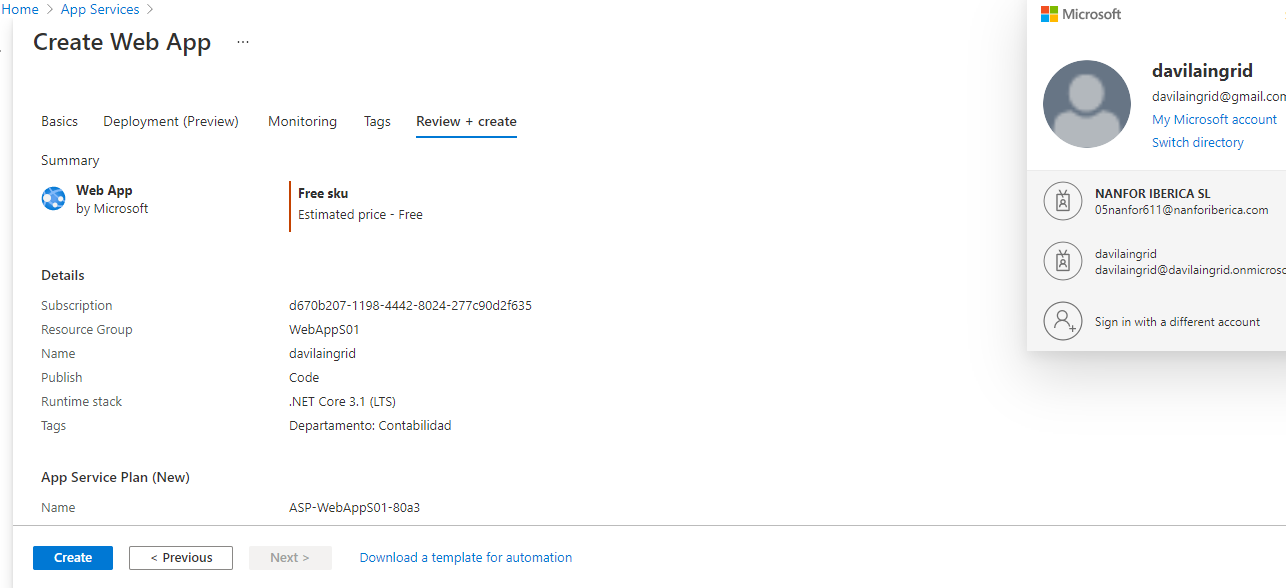 Home > App Services >
Create Web App ...
Basics Deployment (Preview) Monitoring Tags Review + create
Summary
Web App
by Microsoft
Free sku
Estimated price - Free
Details
Subscription d670b207-1198-4442-8024-277c90d2f635
Resource Group WebAppS01
Name davilaingrid
Publish Code
Runtime stack .NET Core 3.1 (LTS)
Tags Departamento: Contabilidad
App Service Plan (New)
Name ASP-WebAppS01-80a3
Create < Previous Next > Download a template for automation
Microsoft
davilaingrid
davilaingrid@gmail.com
My Microsoft account
Switch directory
NANFOR IBERICA SL
05nanfor611@nanforiberica.com
davilaingrid
davilaingrid@davilaingrid.onmicroso
Sign in with a different account